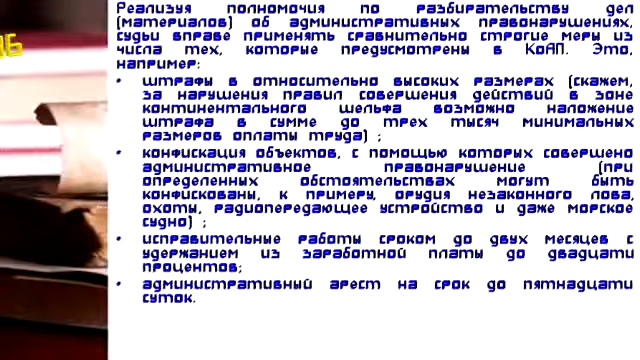 Реализуя полномочия по разбирательству дел
(материалов) об административных правонарушениях,
судьи вправе применять сравнительно строгие меры из
числа тех, которые предусмотрены в КоАП. Это,
например:
• штрафы в относительно высоких размерах (скажем,
за нарушения правил совершения действий в зоне
континентального шельфа возможно наложение
штрафа в сумме до трех тысяч минимальных
размеров оплаты труда) ;
• конфискация объектов, с помощью которых совершено
административное правонарушение (при
определенных обстоятельствах могут быть
конфискованы, к примеру, орудия незаконного лова,
охоты, радиопередающее устройство и даже морское
судно) ;
• исправительные работы сроком до двух месяцев с
удержанием из заработной платы до двадцати
процентов;
• административный арест на срок до пятнадцати
суток.